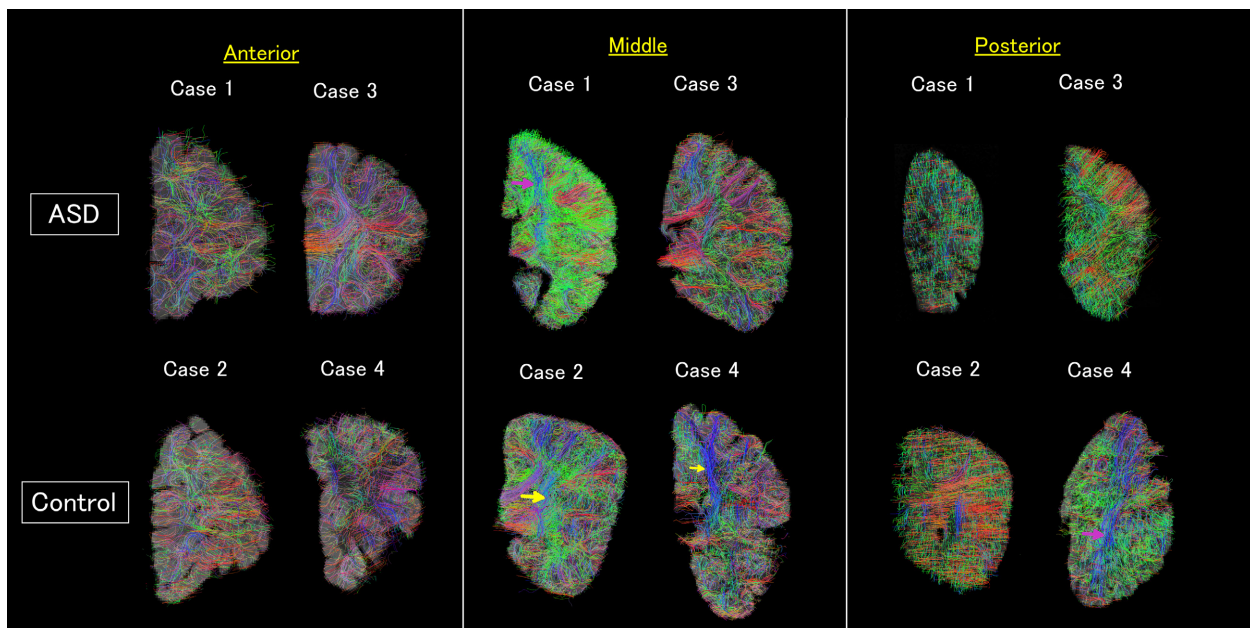 Anterior
Middle
Posterior
Case 1
Case 3
Case 1
Case 3
Case 1
Case 3
ASD
Case 2
Case 4
Case 2
Case 4
Case 2
Case 4
Control